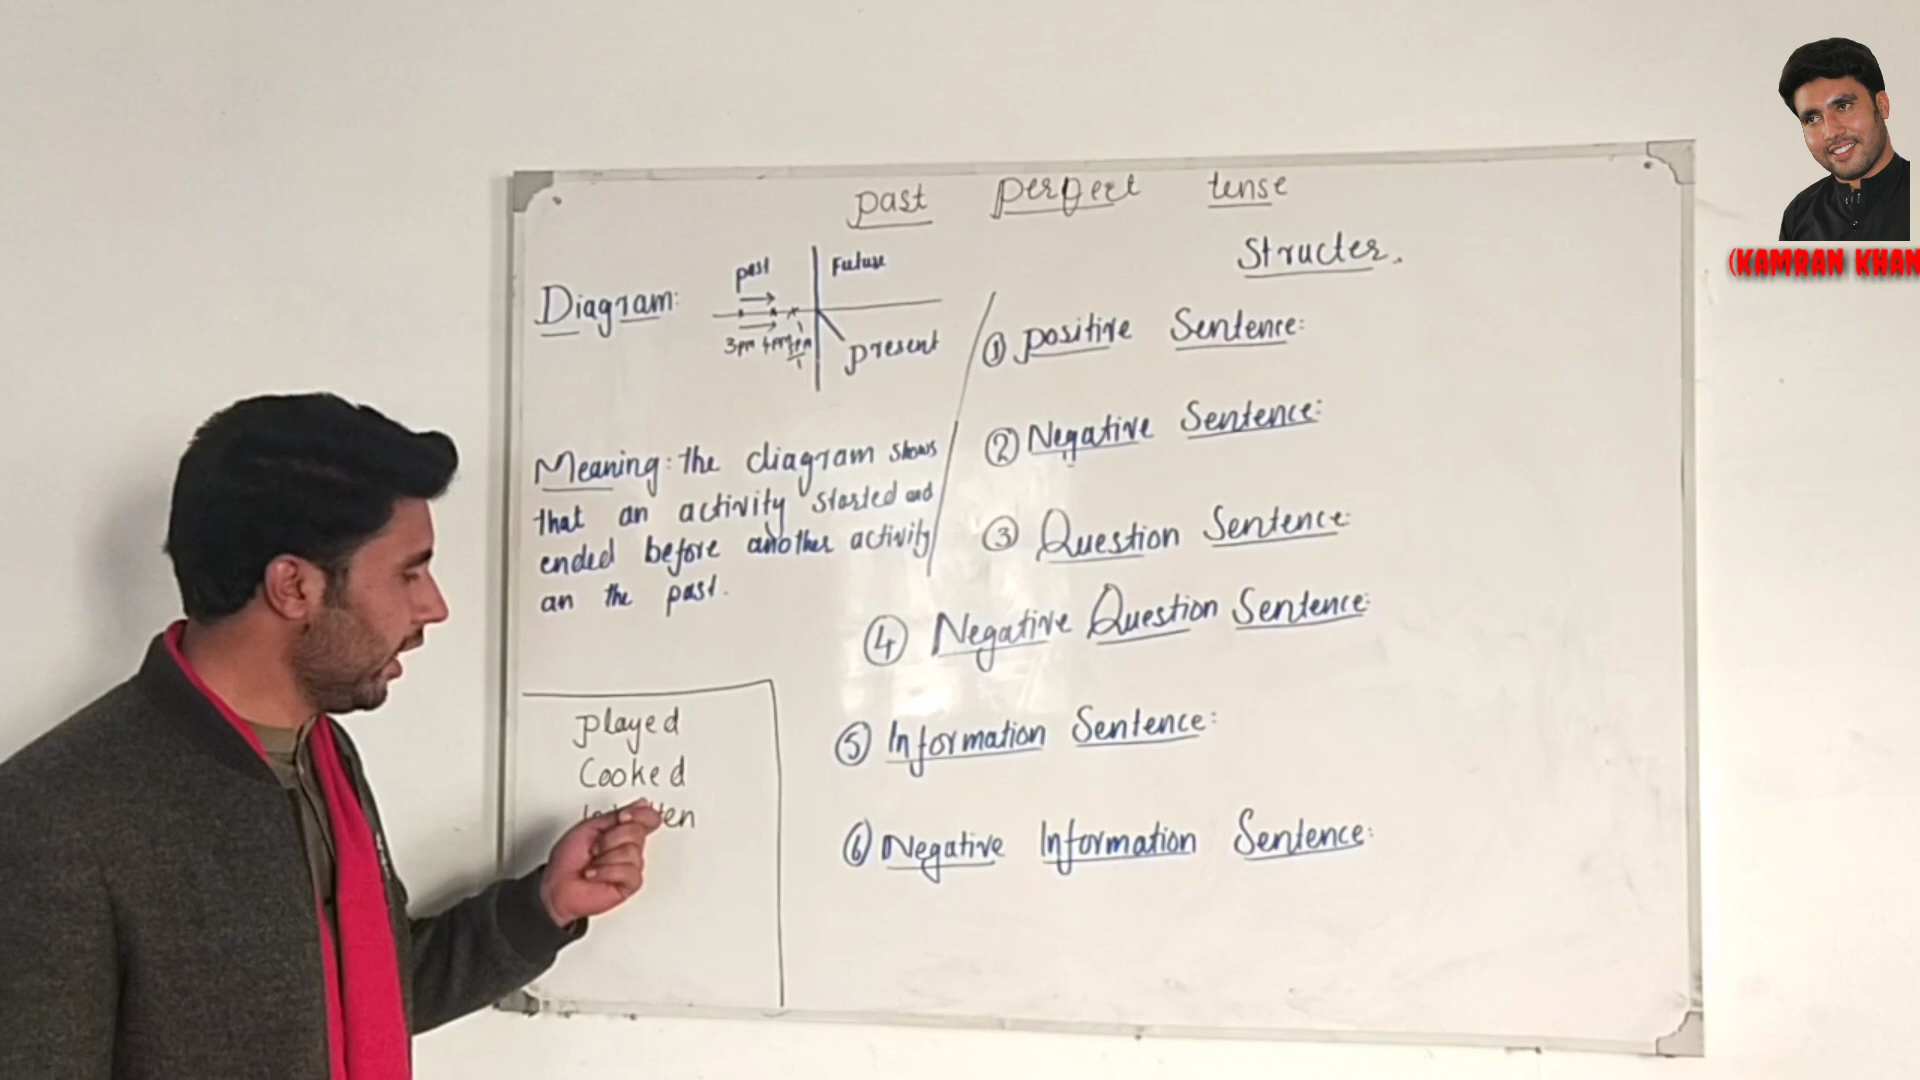 past perfect tense
Structer.
Diagram:
past
Future
3pm 4pm
present
Meaning: the diagram shows
that an activity started and
ended before another activity
an the past.
① positive Sentence:
② Negative Sentence:
③ Question Sentence:
④ Negative Question Sentence:
⑤ Information Sentence:
⑥ Negative Information Sentence:
played
Cooked
(KAMRAN KHAN